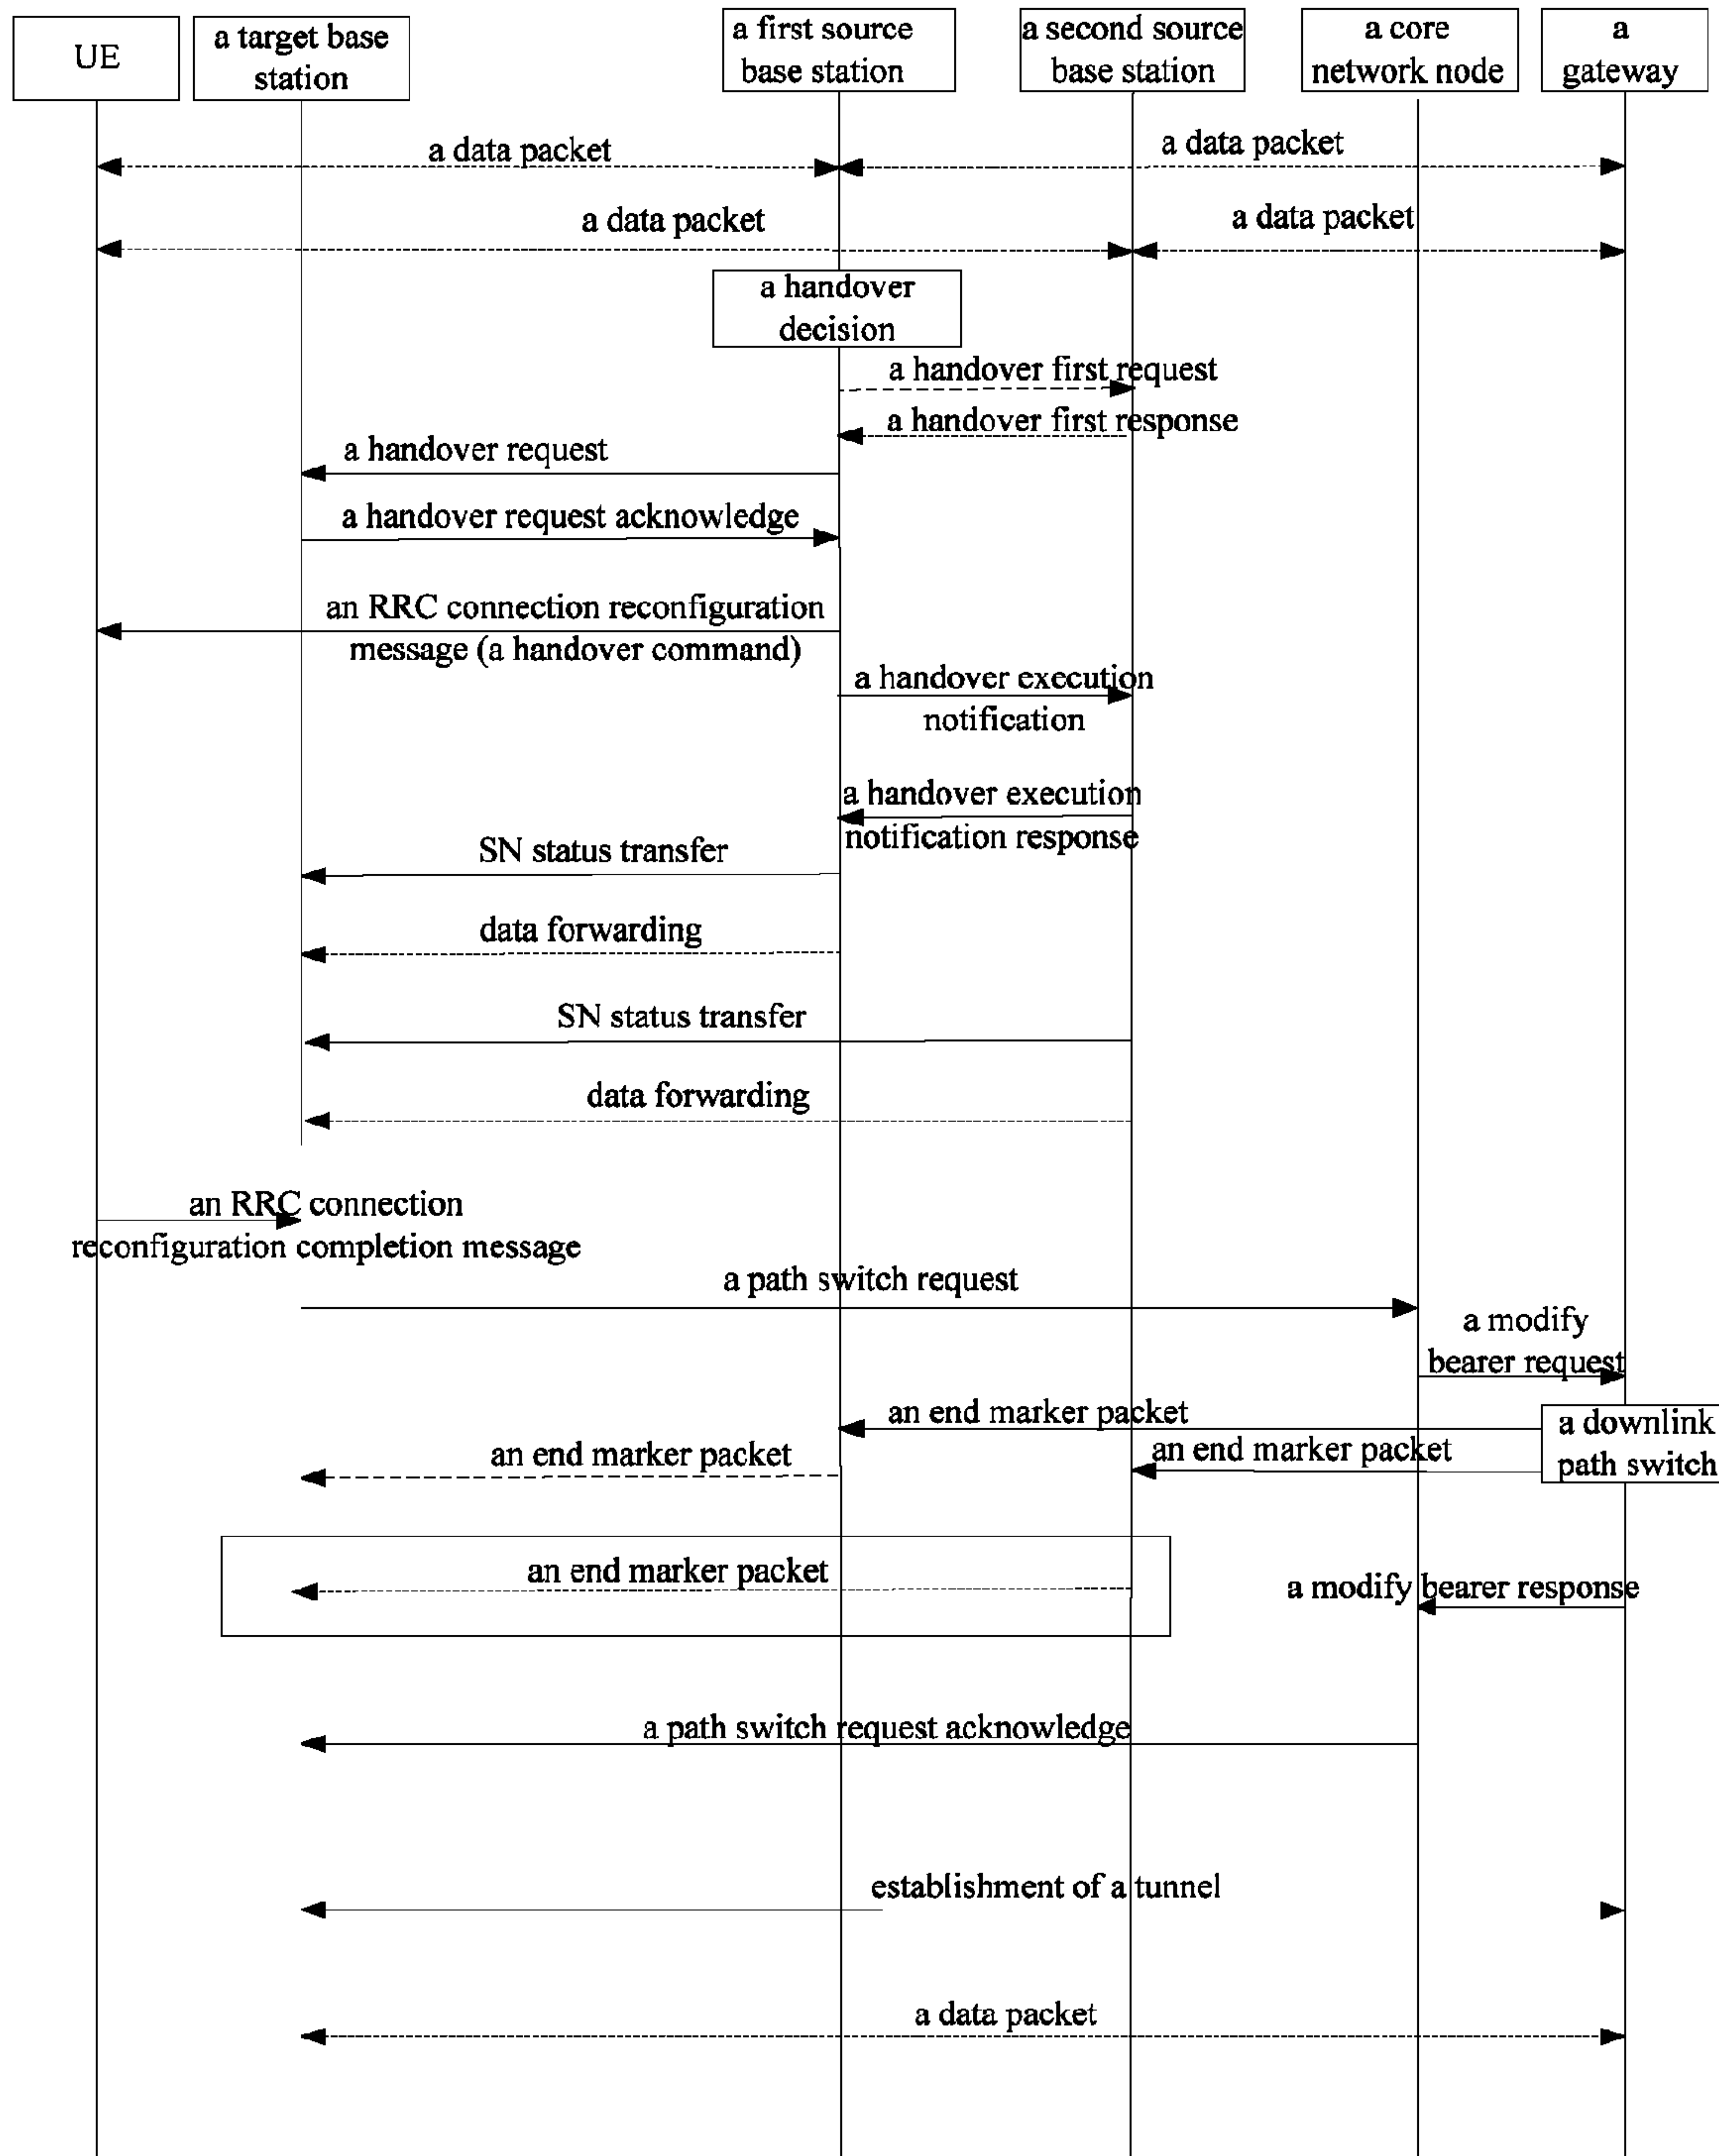 UE
a target base
station
a first source
base station
a second source
base station
a core
network node
a
gateway
a data packet
a data packet
a data packet
a data packet
a handover
decision
a handover first request
a handover first response
a handover request
a handover request acknowledge
an RRC connection reconfiguration
message (a handover command)
a handover execution
notification
a handover execution
notification response
SN status transfer
data forwarding
SN status transfer
data forwarding
an RRC connection
reconfiguration completion message
a path switch request
a modify
bearer request
an end marker packet
a downlink
path switch
an end marker packet
an end marker packet
an end marker packet
a modify bearer response
a path switch request acknowledge
establishment of a tunnel
a data packet